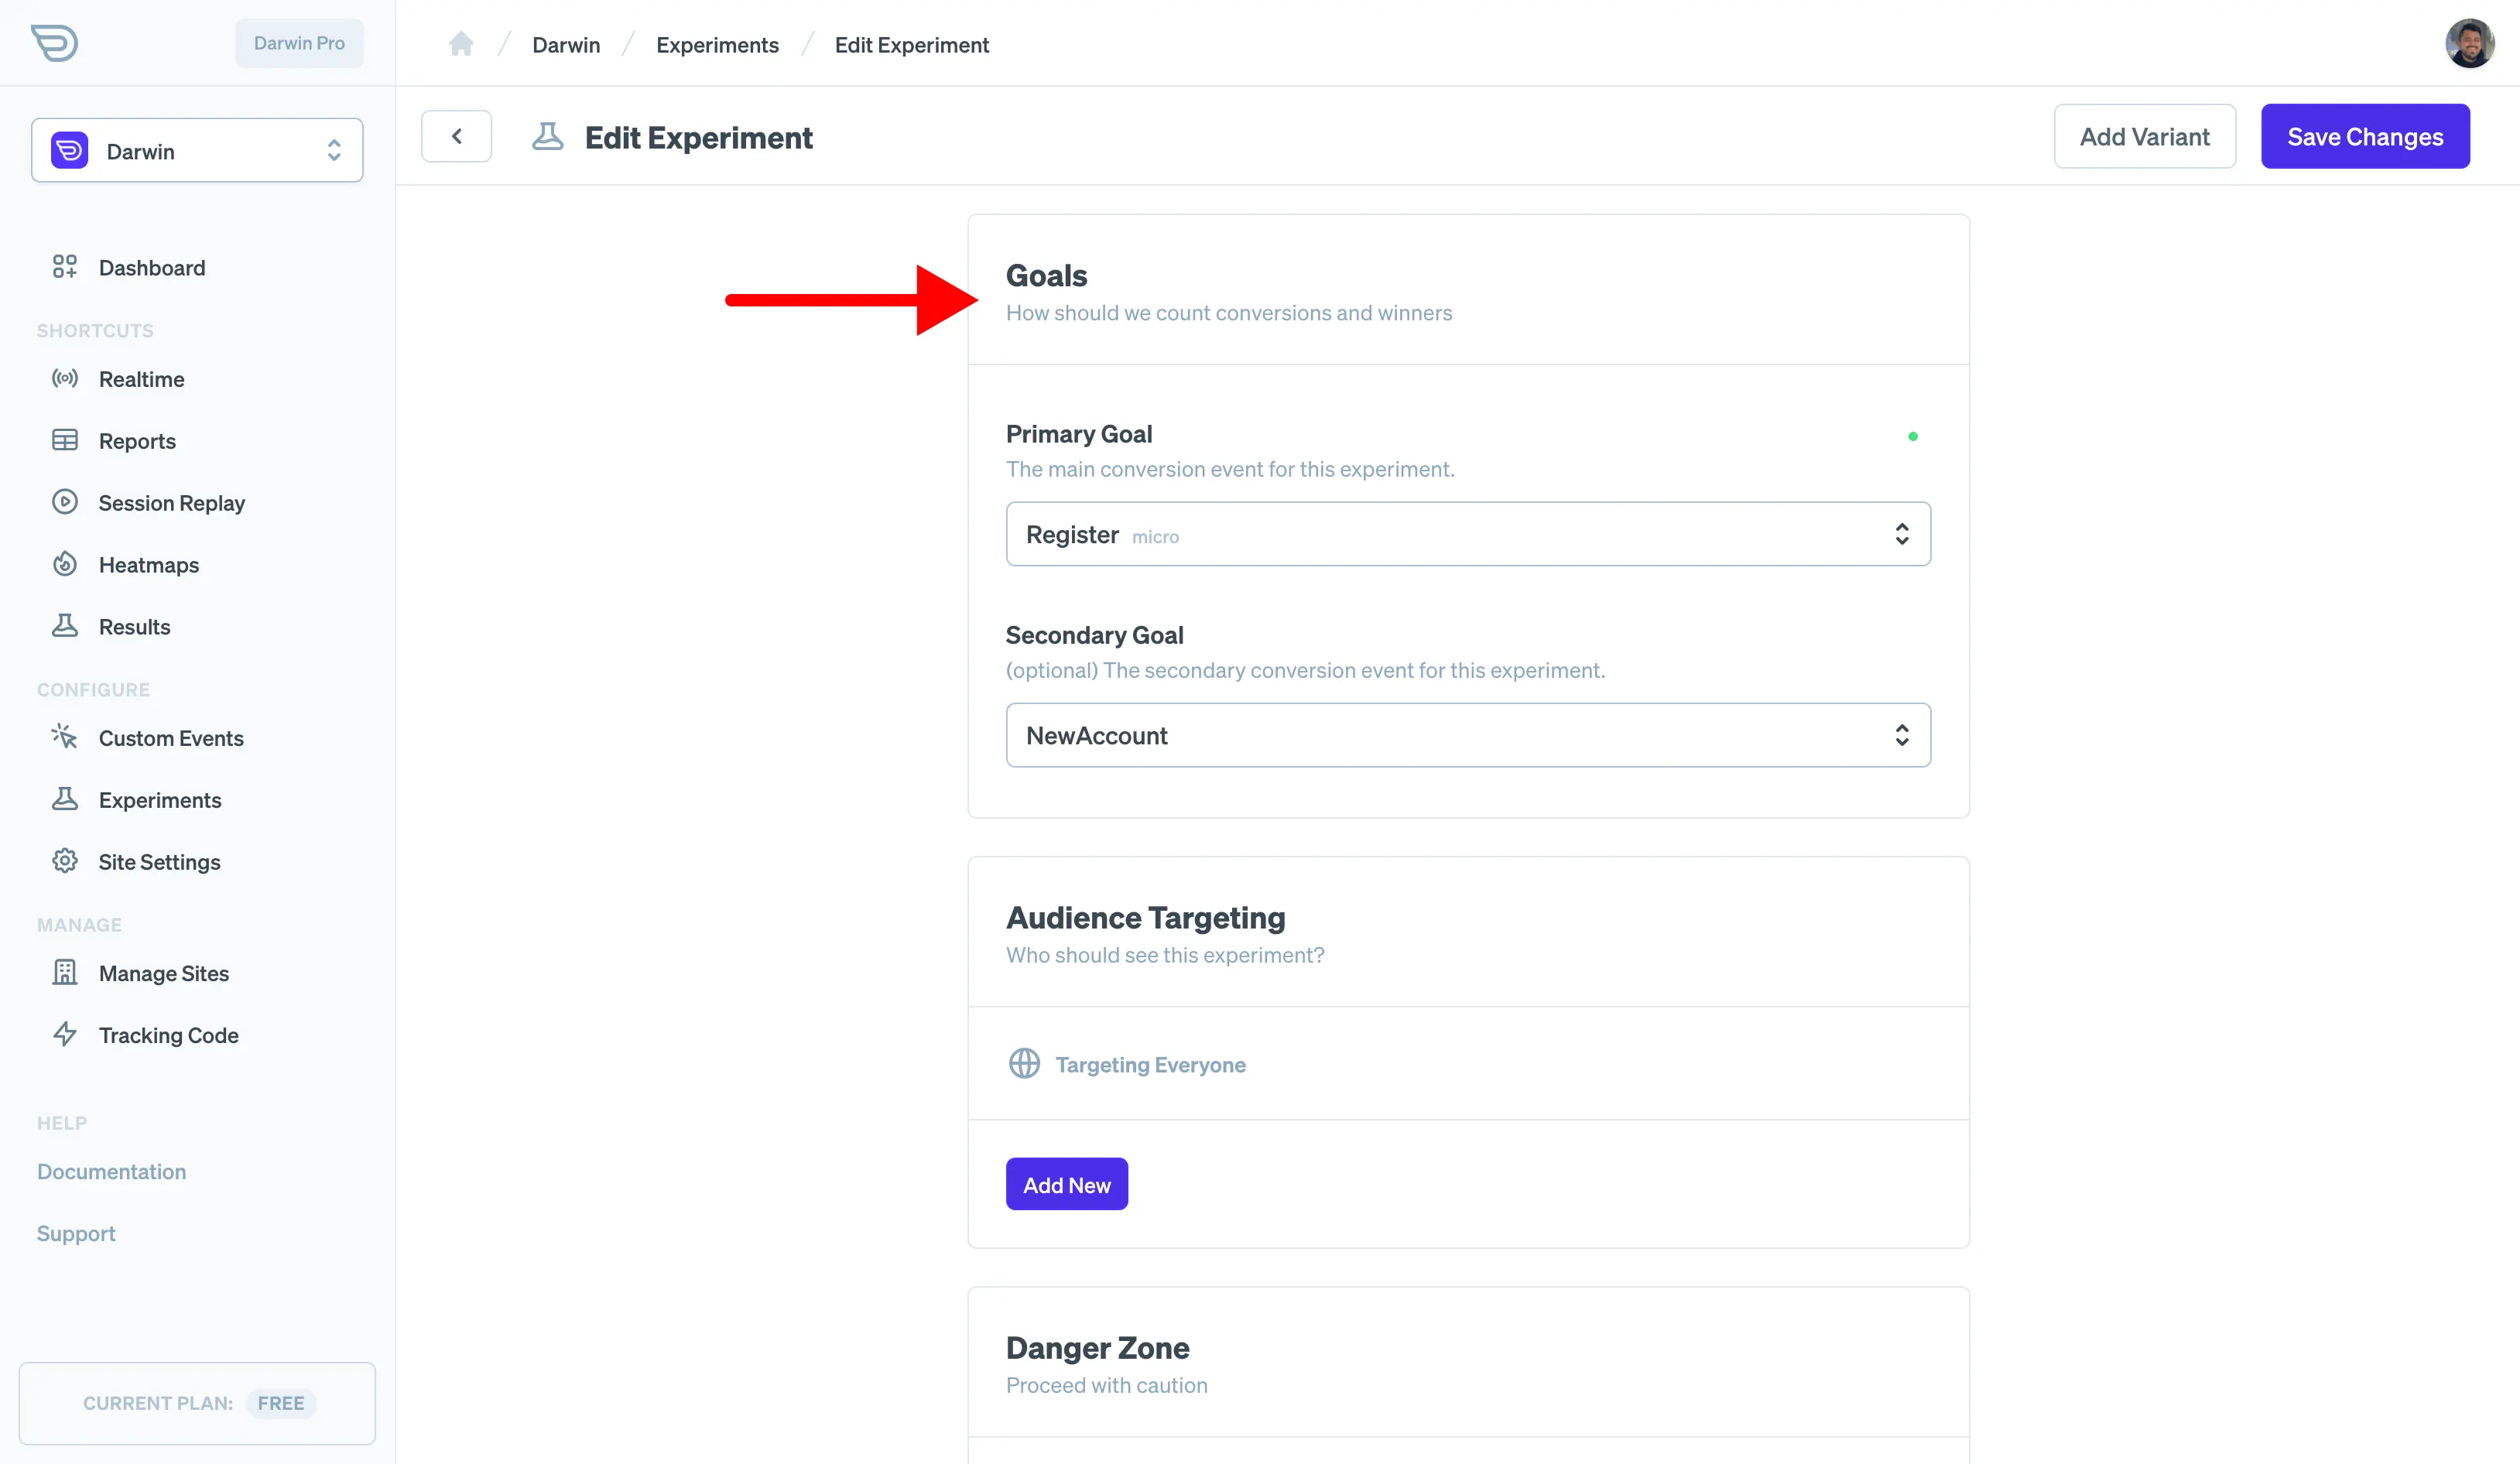 Darwin Pro
Darwin
Experiments
Edit Experiment
Darwin
Edit Experiment
Add Variant
Save Changes
Dashboard
SHORTCUTS
Realtime
Reports
Session Replay
Heatmaps
Results
CONFIGURE
Custom Events
Experiments
Site Settings
MANAGE
Manage Sites
Tracking Code
HELP
Documentation
Support
CURRENT PLAN: FREE
Goals
How should we count conversions and winners
Primary Goal
The main conversion event for this experiment.
Register micro
Secondary Goal
(optional) The secondary conversion event for this experiment.
NewAccount
Audience Targeting
Who should see this experiment?
Targeting Everyone
Add New
Danger Zone
Proceed with caution